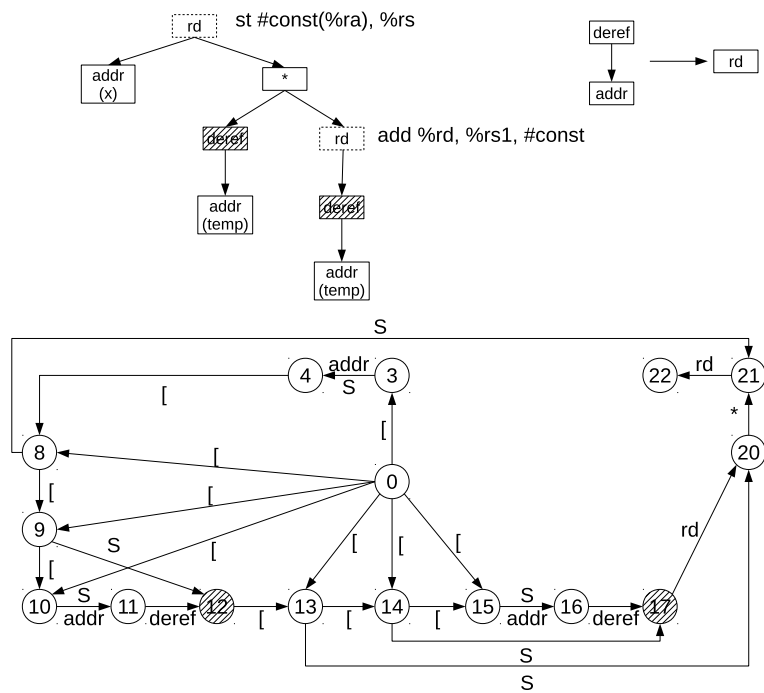 rd
st #const(%ra), %rs
addr
(x)
*
deref
rd
add %rd, %rs1, #const
addr
(temp)
deref
addr
(temp)
deref
addr
rd
S
4
addr
S
3
22
rd
21
[
[
*
8
[
0
20
[
[
9
S
[
[
[
[
rd
[
10
S
addr
11
deref
12
[
13
[
14
[
15
S
addr
16
deref
17
S
S